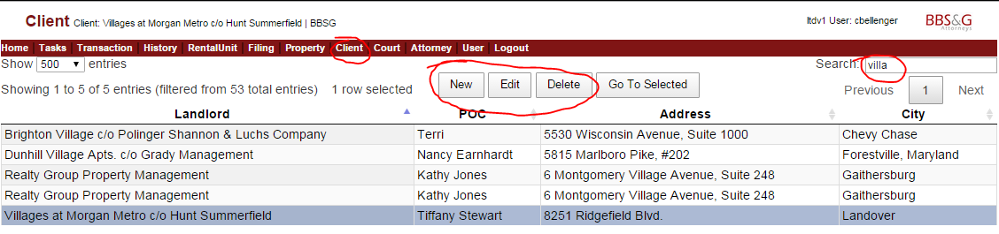 Client Client: Villages at Morgan Metro c/o Hunt Summerfield | BBSG
ltdv1 User: cbellenger
BBS&G
Attorneys
Home Tasks Transaction History RentalUnit Filing Property Client Court Attorney User Logout
Show 500 entries
Search: villa
Showing 1 to 5 of 5 entries (filtered from 53 total entries) 1 row selected
New Edit Delete Go To Selected
Previous 1 Next
Landlord POC Address City
Brighton Village c/o Polinger Shannon & Luchs Company Terri 5530 Wisconsin Avenue, Suite 1000 Chevy Chase
Dunhill Village Apts. c/o Grady Management Nancy Earnhardt 5815 Marlboro Pike, #202 Forestville, Maryland
Realty Group Property Management Kathy Jones 6 Montgomery Village Avenue, Suite 248 Gaithersburg
Realty Group Property Management Kathy Jones 6 Montgomery Village Avenue, Suite 248 Gaithersburg
Villages at Morgan Metro c/o Hunt Summerfield Tiffany Stewart 8251 Ridgefield Blvd. Landover